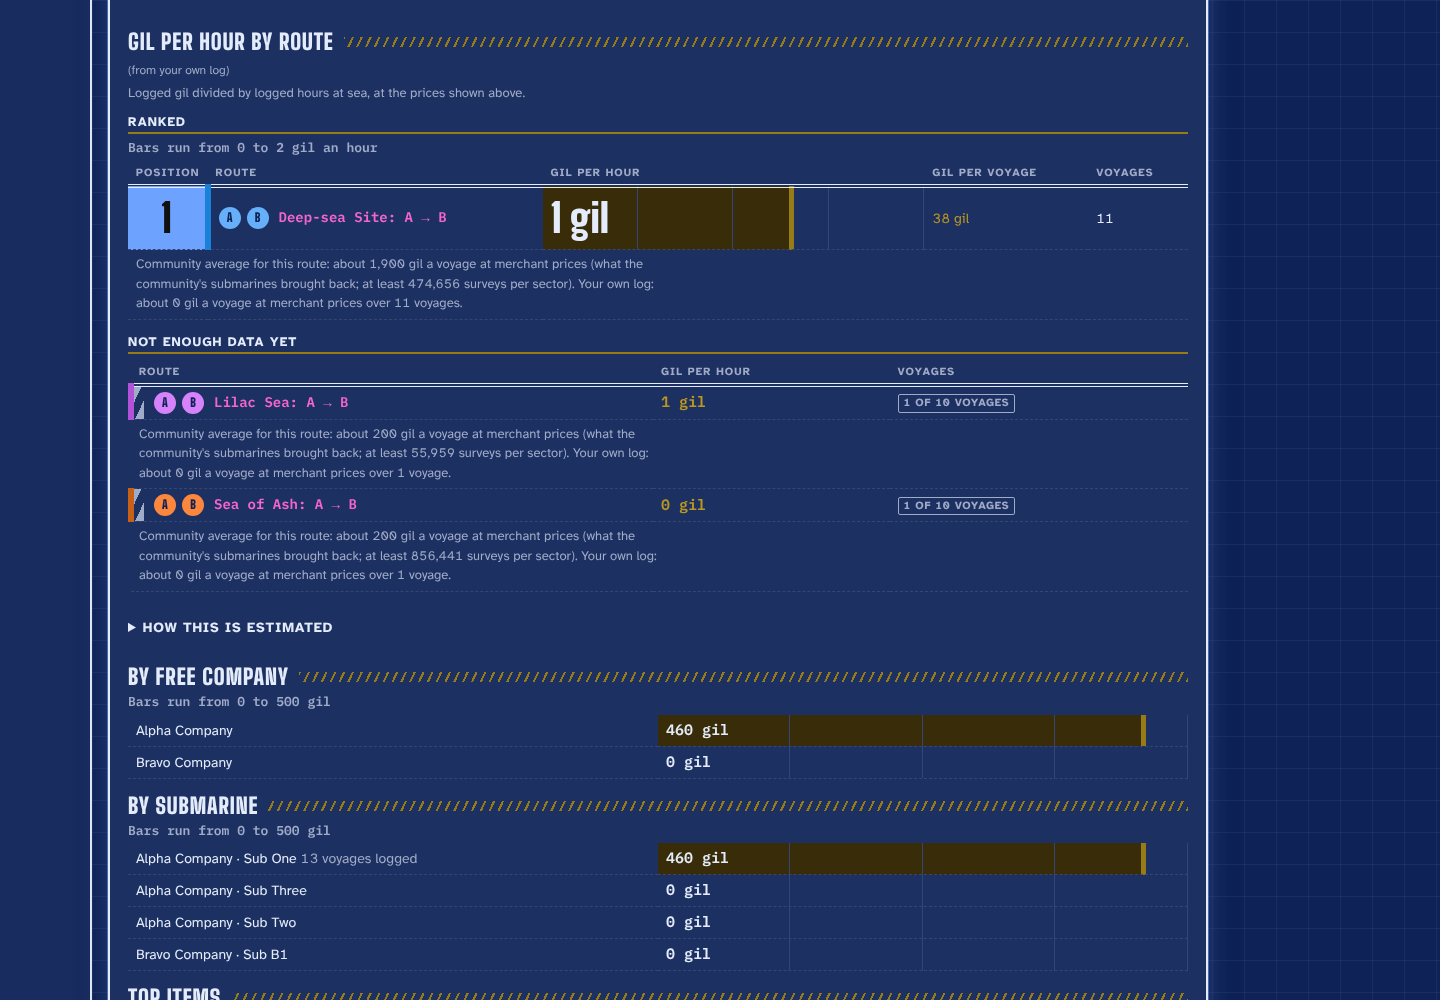 GIL PER HOUR BY ROUTE
(from your own log)
Logged gil divided by logged hours at sea, at the prices shown above.
RANKED
Bars run from 0 to 2 gil an hour
POSITION ROUTE GIL PER HOUR GIL PER VOYAGE VOYAGES
1 A B Deep-sea Site: A → B 1 gil 38 gil 11
Community average for this route: about 1,900 gil a voyage at merchant prices (what the
community's submarines brought back; at least 474,656 surveys per sector). Your own log:
about 0 gil a voyage at merchant prices over 11 voyages.
NOT ENOUGH DATA YET
ROUTE GIL PER HOUR VOYAGES
A B Lilac Sea: A → B 1 gil 1 OF 10 VOYAGES
Community average for this route: about 200 gil a voyage at merchant prices (what the
community's submarines brought back; at least 55,959 surveys per sector). Your own log:
about 0 gil a voyage at merchant prices over 1 voyage.
A B Sea of Ash: A → B 0 gil 1 OF 10 VOYAGES
Community average for this route: about 200 gil a voyage at merchant prices (what the
community's submarines brought back; at least 856,441 surveys per sector). Your own log:
about 0 gil a voyage at merchant prices over 1 voyage.
▶ HOW THIS IS ESTIMATED
BY FREE COMPANY
Bars run from 0 to 500 gil
Alpha Company 460 gil
Bravo Company 0 gil
BY SUBMARINE
Bars run from 0 to 500 gil
Alpha Company · Sub One 13 voyages logged 460 gil
Alpha Company · Sub Three 0 gil
Alpha Company · Sub Two 0 gil
Bravo Company · Sub B1 0 gil
TOP ITEMS